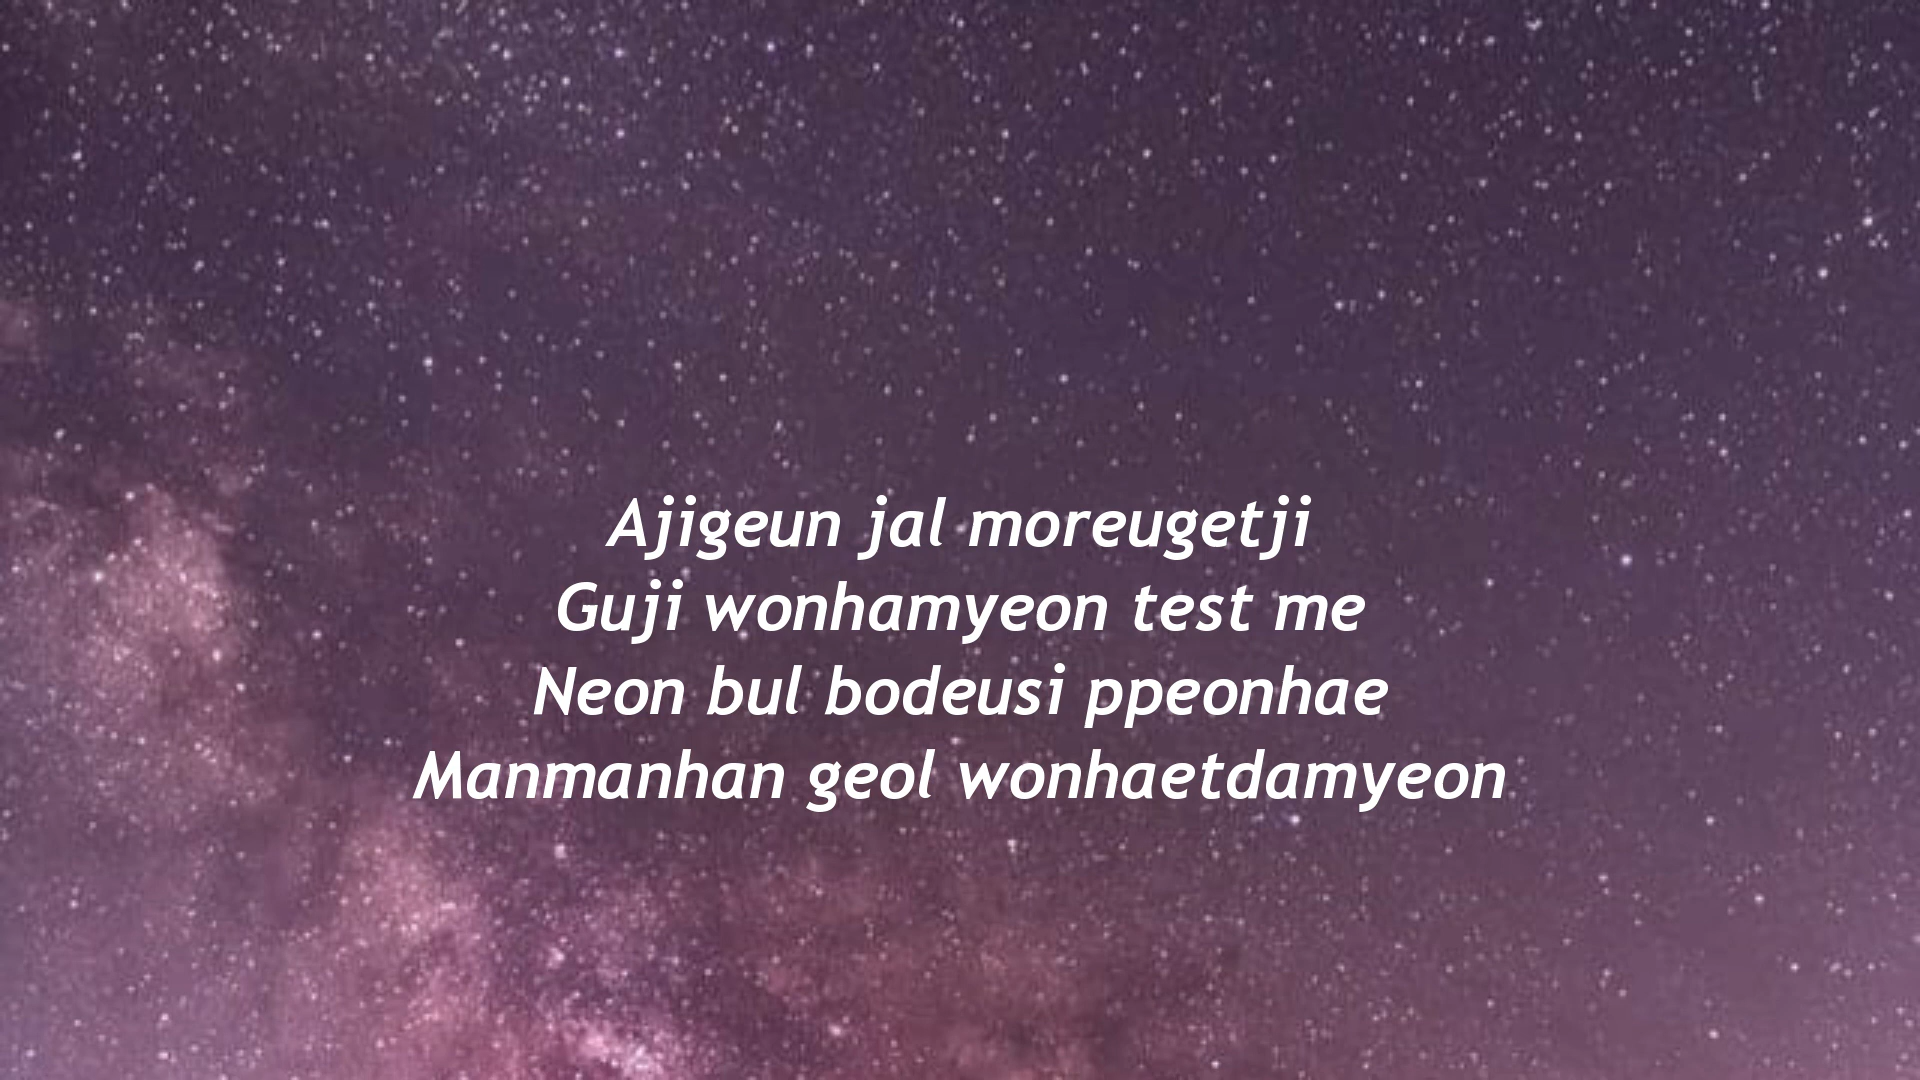 Ajigeun jal moreugetji
Guji wonhamyeon test me
Neon bul bodeusi ppeonhae
Manmanhan geol wonhaetdamyeon